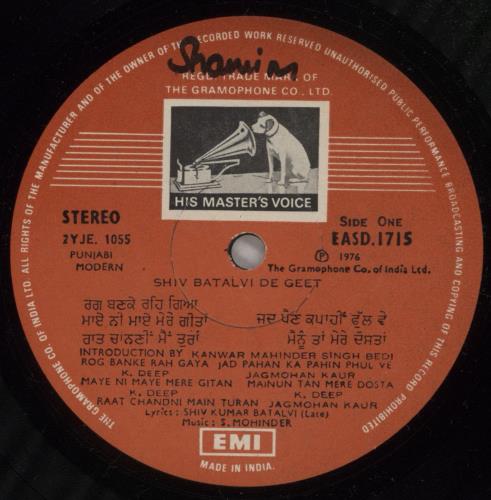 THE GRAMOPHONE CO. OF INDIA LTD. ALL RIGHTS OF THE MANUFACTURER AND OF THE OWNER OF THE RECORDED WORK RESERVED UNAUTHORISED PUBLIC PERFORMANCE BROADCASTING AND COPYING OF THIS RECORD PROHIBITED
Shamim
REGD. TRADE MARK OF
THE GRAMOPHONE CO., LTD.
HIS MASTER'S VOICE
STEREO
2YJE. 1055
PUNJABI
MODERN
SIDE ONE
EASD.1715
Ⓟ 1976
The Gramophone Co. of India Ltd.
SHIV BATALVI DE GEET
ਰਗ ਬਣਕੇ ਰਹਿ ਗਿਆ
ਮਾਏ ਨੀ ਮਾਏ ਮੇਰੇ ਗੀਤਾਂ ਜਦ ਪੈਣ ਕਪਾਹੀਂ ਫੁੱਲ ਵੇ
ਰਾਤ ਚਾਨਣੀ ਮੈਂ ਤੁਰਾਂ ਮੈਨੂੰ ਤਾਂ ਮੇਰੇ ਦੋਸਤਾ
INTRODUCTION BY KANWAR MAHINDER SINGH BEDI
ROG BANKE RAH GAYA JAD PAHAN KA PAHIN PHUL VE
K. DEEP JAGMOHAN KAUR
MAYE NI MAYE MERE GITAN MAINUN TAN MERE DOSTA
K. DEEP K. DEEP
RAAT CHANDNI MAIN TURAN JAGMOHAN KAUR
Lyrics: SHIV KUMAR BATALVI (Late)
Music: S. MOHINDER
EMI
MADE IN INDIA.